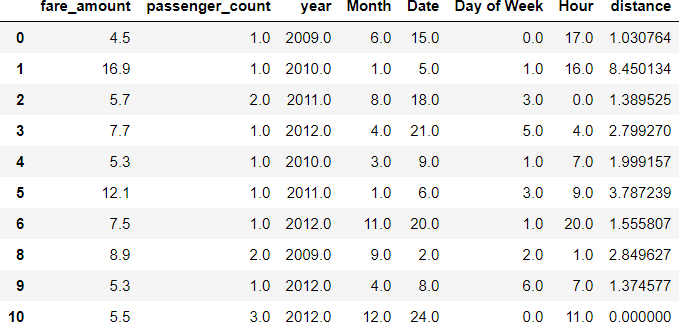 fare_amount passenger_count year Month Date Day of Week Hour distance
0 4.5 1.0 2009.0 6.0 15.0 0.0 17.0 1.030764
1 16.9 1.0 2010.0 1.0 5.0 1.0 16.0 8.450134
2 5.7 2.0 2011.0 8.0 18.0 3.0 0.0 1.389525
3 7.7 1.0 2012.0 4.0 21.0 5.0 4.0 2.799270
4 5.3 1.0 2010.0 3.0 9.0 1.0 7.0 1.999157
5 12.1 1.0 2011.0 1.0 6.0 3.0 9.0 3.787239
6 7.5 1.0 2012.0 11.0 20.0 1.0 20.0 1.555807
8 8.9 2.0 2009.0 9.0 2.0 2.0 1.0 2.849627
9 5.3 1.0 2012.0 4.0 8.0 6.0 7.0 1.374577
10 5.5 3.0 2012.0 12.0 24.0 0.0 11.0 0.000000